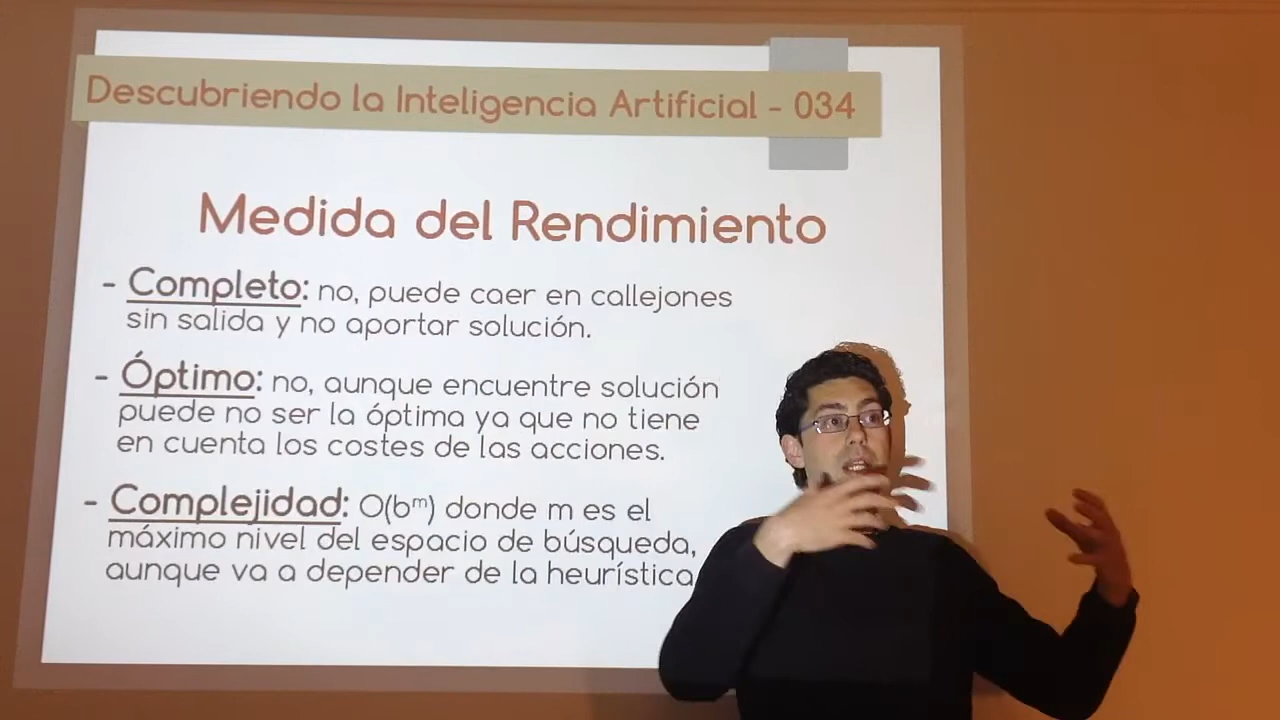 Descubriendo la Inteligencia Artificial - 034
Medida del Rendimiento
- Completo: no, puede caer en callejones
sin salida y no aportar solución.
- Óptimo: no, aunque encuentre solución
puede no ser la óptima ya que no tiene
en cuenta los costes de las acciones.
- Complejidad: O(bᵐ) donde m es el
máximo nivel del espacio de búsqueda,
aunque va a depender de la heurística